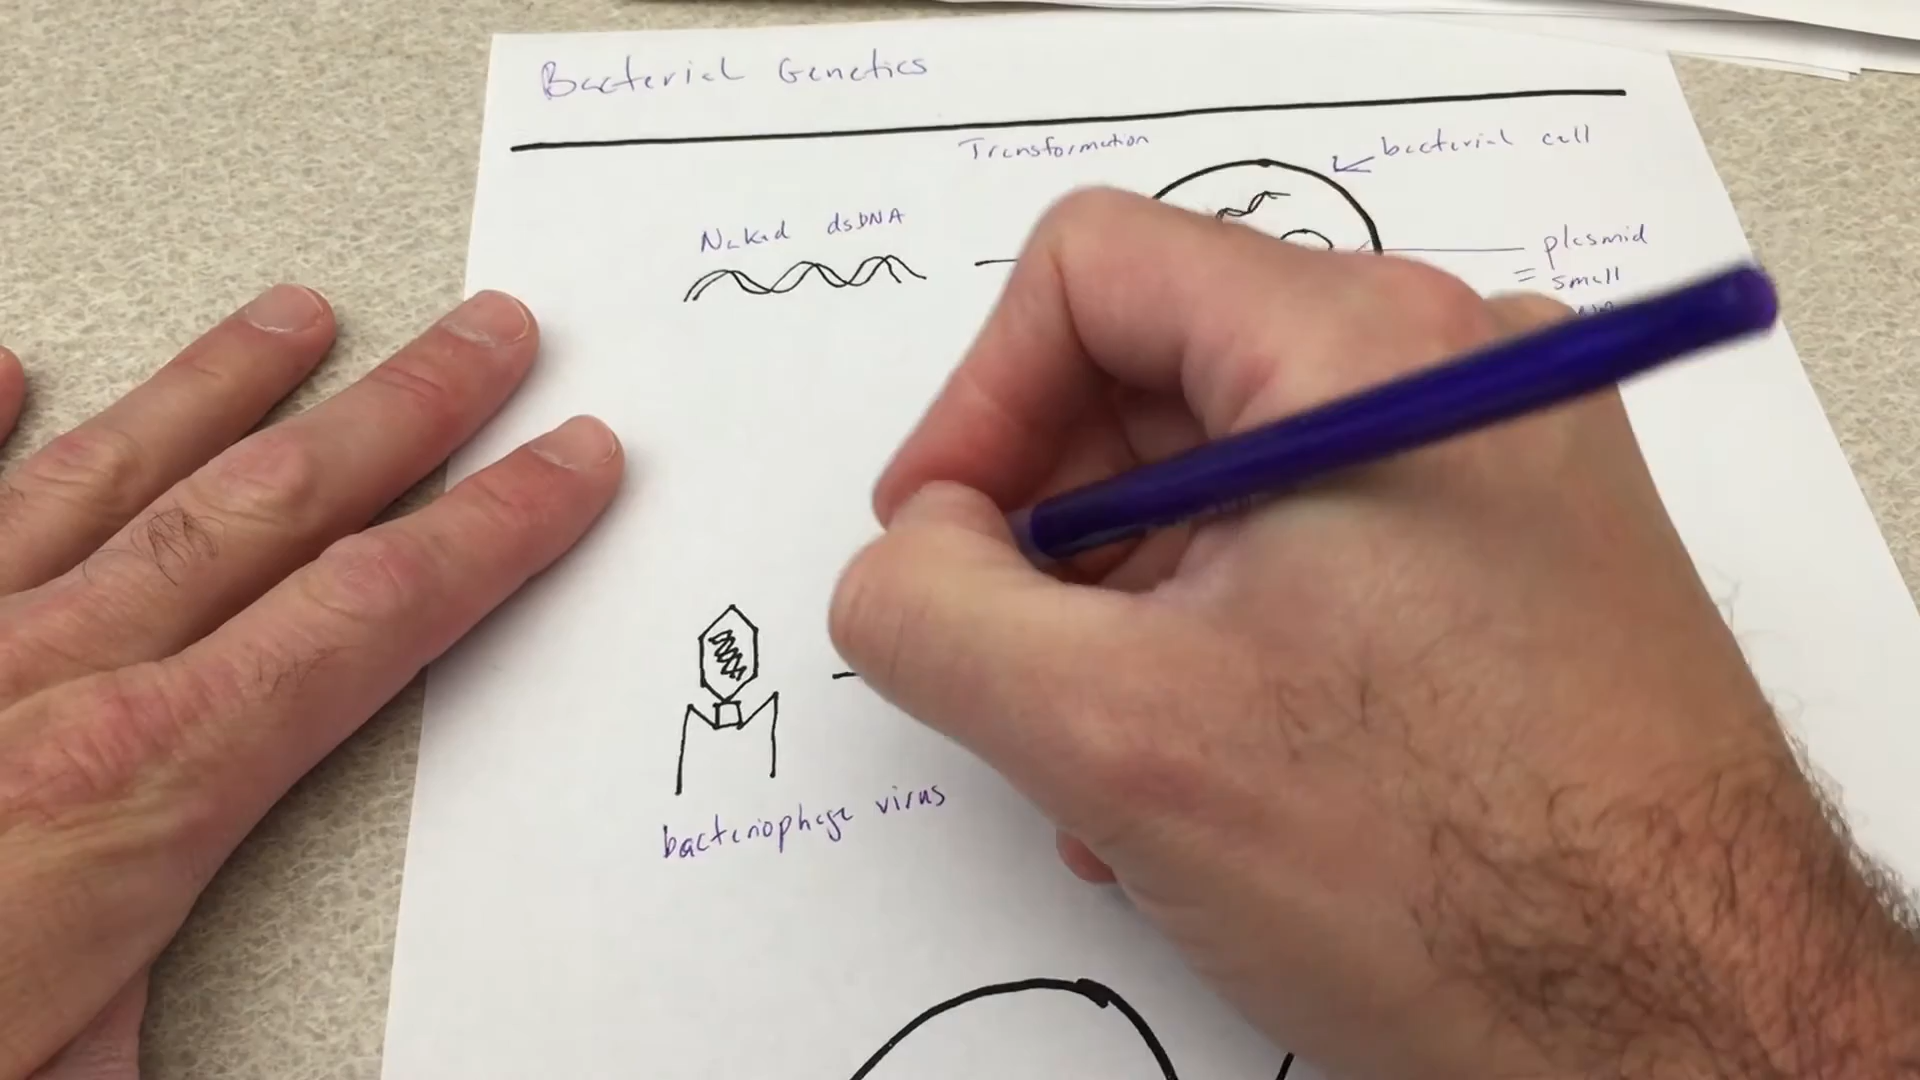 Bacterial Genetics
Transformation
bacterial cell
Naked dsDNA
plasmid
= small
bacteriophage virus